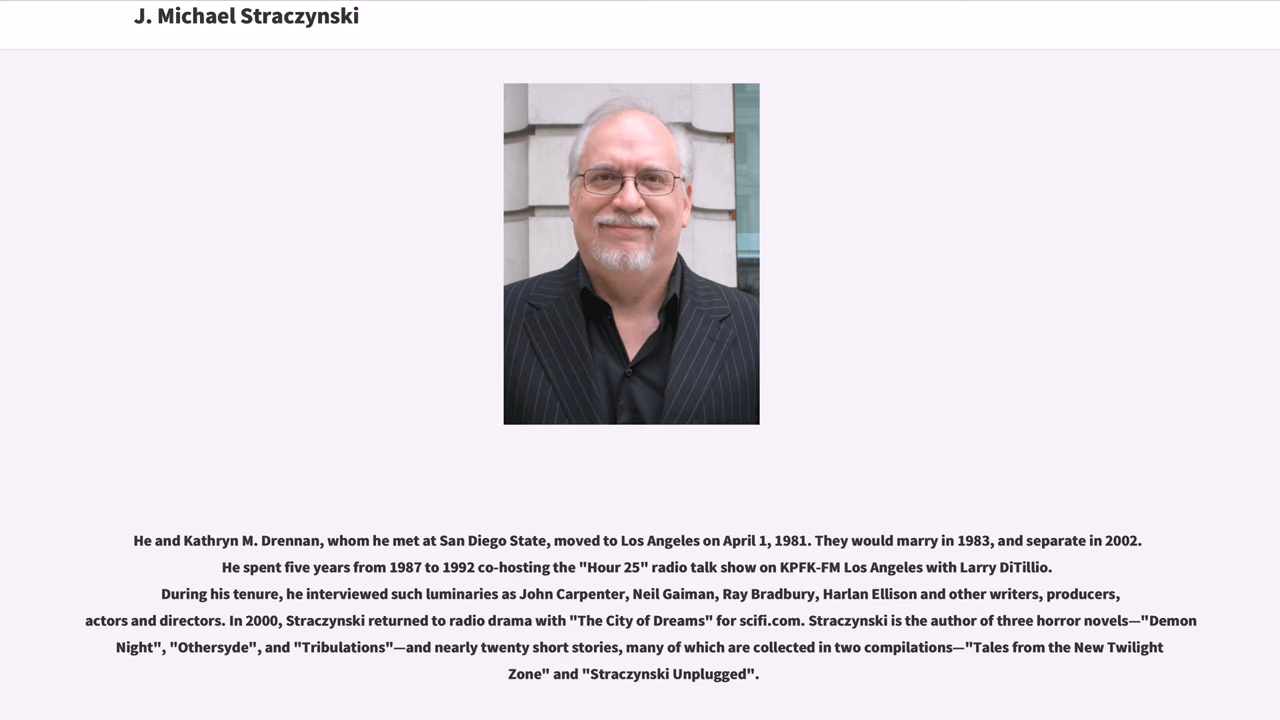 J. Michael Straczynski
He and Kathryn M. Drennan, whom he met at San Diego State, moved to Los Angeles on April 1, 1981. They would marry in 1983, and separate in 2002.
He spent five years from 1987 to 1992 co-hosting the "Hour 25" radio talk show on KPFK-FM Los Angeles with Larry DiTillio.
During his tenure, he interviewed such luminaries as John Carpenter, Neil Gaiman, Ray Bradbury, Harlan Ellison and other writers, producers,
actors and directors. In 2000, Straczynski returned to radio drama with "The City of Dreams" for scifi.com. Straczynski is the author of three horror novels—"Demon
Night", "Othersyde", and "Tribulations"—and nearly twenty short stories, many of which are collected in two compilations—"Tales from the New Twilight
Zone" and "Straczynski Unplugged".